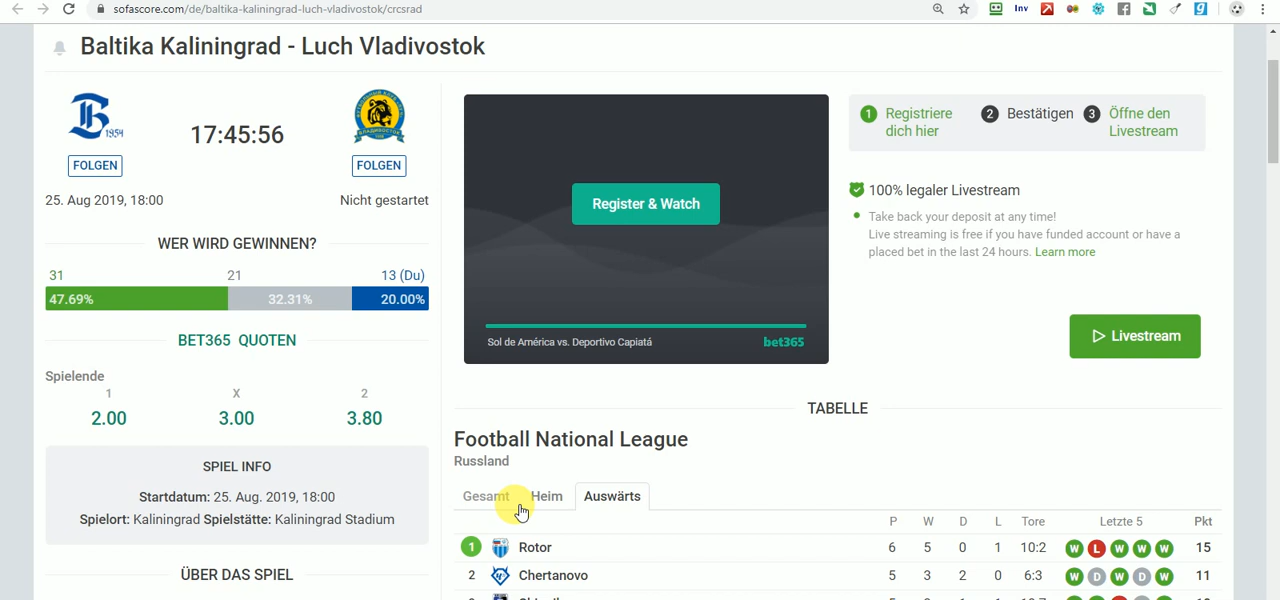 sofascore.com/de/baltika-kaliningrad-luch-vladivostok/crcsrad
Inv
Baltika Kaliningrad - Luch Vladivostok
1954
17:45:56
FOLGEN
FOLGEN
25. Aug 2019, 18:00
Nicht gestartet
WER WIRD GEWINNEN?
31
21
13 (Du)
47.69%
32.31%
20.00%
BET365 QUOTEN
Spielende
1
X
2
2.00
3.00
3.80
SPIEL INFO
Startdatum: 25. Aug. 2019, 18:00
Spielort: Kaliningrad Spielstätte: Kaliningrad Stadium
ÜBER DAS SPIEL
Register & Watch
Sol de América vs. Deportivo Capiatá
bet365
1 Registriere dich hier
2 Bestätigen
3 Öffne den Livestream
100% legaler Livestream
Take back your deposit at any time!
Live streaming is free if you have funded account or have a
placed bet in the last 24 hours. Learn more
Livestream
TABELLE
Football National League
Russland
Gesamt Heim Auswärts
P W D L Tore Letzte 5 Pkt
1 Rotor 6 5 0 1 10:2 W L W W W 15
2 Chertanovo 5 3 2 0 6:3 W D W D W 11